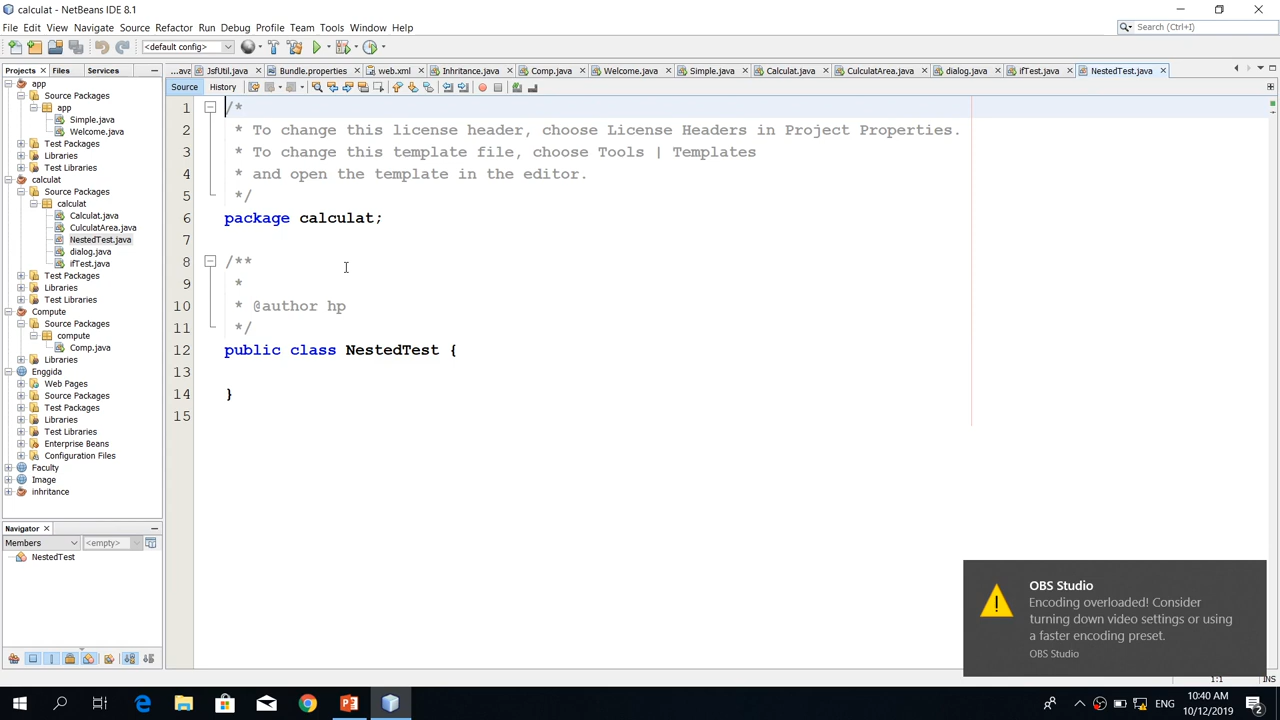 calculat - NetBeans IDE 8.1
File Edit View Navigate Source Refactor Run Debug Profile Team Tools Window Help
Search (Ctrl+I)
<default config>
Projects Files Services
...ava JsfUtil.java Bundle.properties web.xml Inhritance.java Comp.java Welcome.java Simple.java Calculat.java CulculatArea.java dialog.java ifTest.java NestedTest.java
Source History
app
Source Packages
app
Simple.java
Welcome.java
Test Packages
Libraries
Test Libraries
calculat
Source Packages
calculat
Calculat.java
CulculatArea.java
NestedTest.java
dialog.java
ifTest.java
Test Packages
Libraries
Test Libraries
Compute
Source Packages
compute
Comp.java
Libraries
Enggida
Web Pages
Source Packages
Test Packages
Libraries
Test Libraries
Enterprise Beans
Configuration Files
Faculty
Image
inhritance
1 /*
2 * To change this license header, choose License Headers in Project Properties.
3 * To change this template file, choose Tools | Templates
4 * and open the template in the editor.
5 */
6 package calculat;
7
8 /**
9 *
10 * @author hp
11 */
12 public class NestedTest {
13
14 }
15
Navigator
Members <empty>
NestedTest
OBS Studio
Encoding overloaded! Consider
turning down video settings or using
a faster encoding preset.
OBS Studio
1:1 INS
ENG
10:40 AM
10/12/2019
2